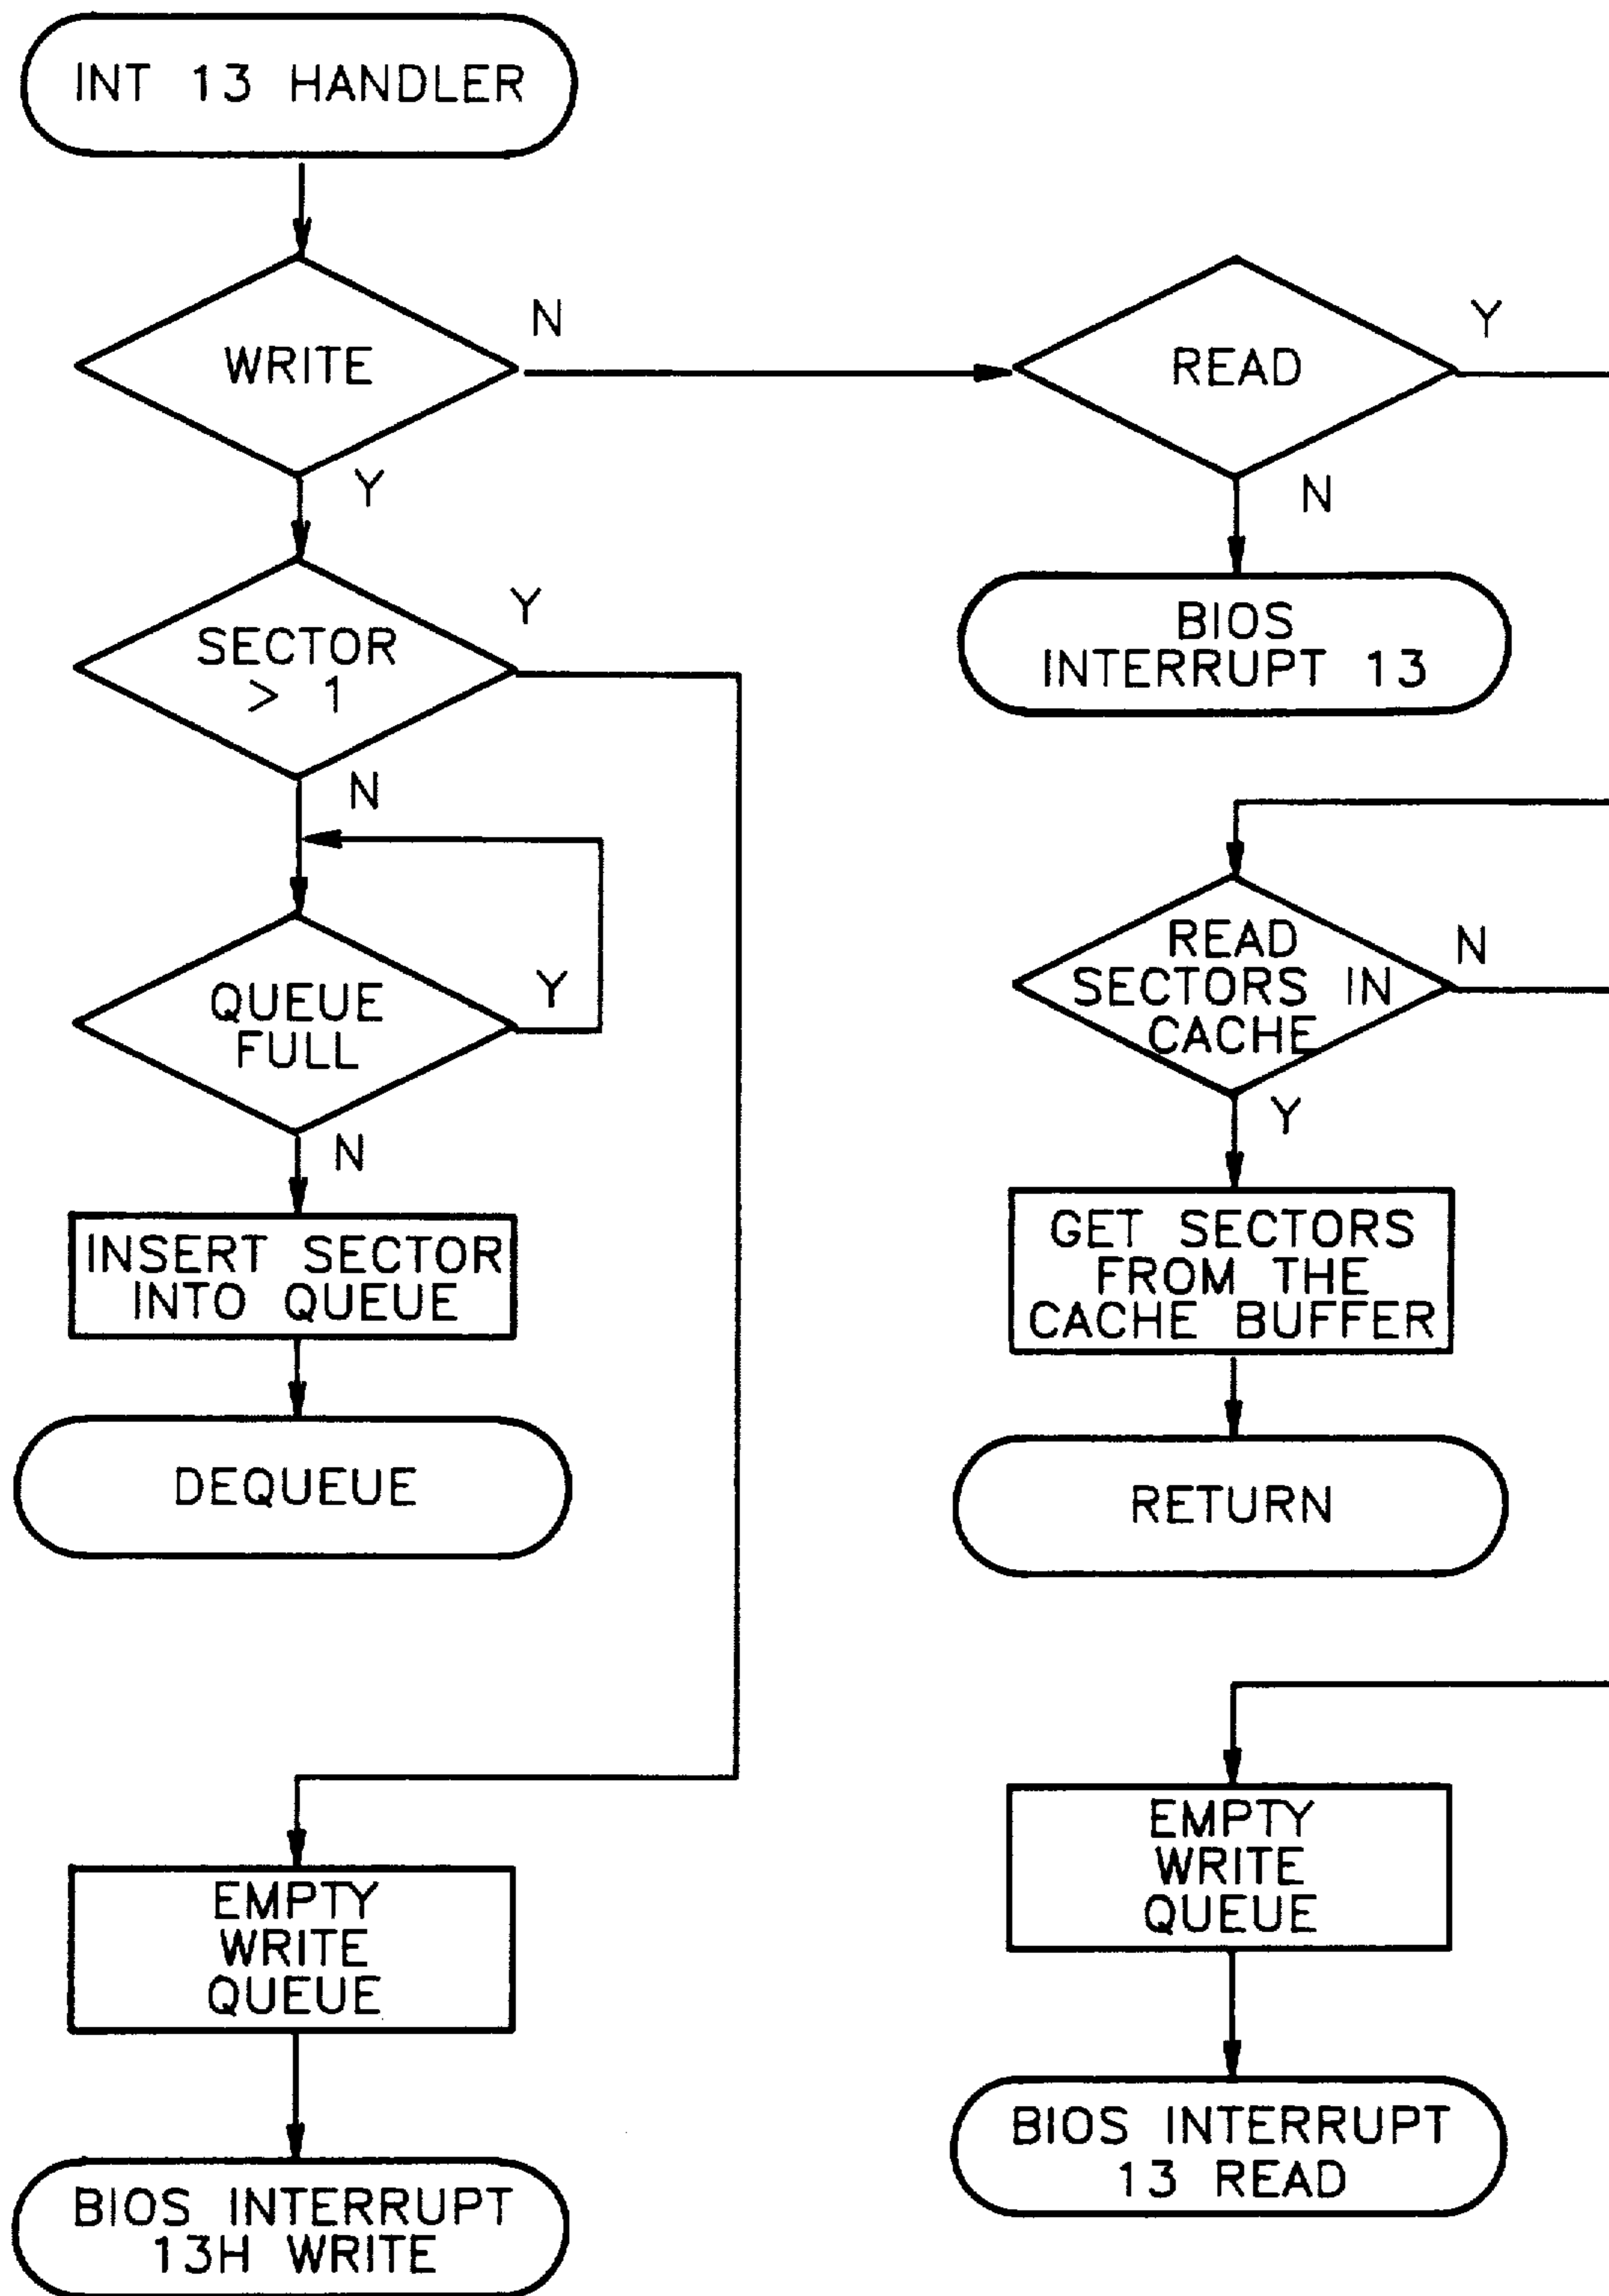 INT 13 HANDLER
WRITE
N
READ
Y
Y
N
SECTOR
> 1
Y
BIOS
INTERRUPT 13
N
QUEUE
FULL
Y
READ
SECTORS IN
CACHE
N
N
Y
INSERT SECTOR
INTO QUEUE
GET SECTORS
FROM THE
CACHE BUFFER
DEQUEUE
RETURN
EMPTY
WRITE
QUEUE
EMPTY
WRITE
QUEUE
BIOS INTERRUPT
13H WRITE
BIOS INTERRUPT
13 READ